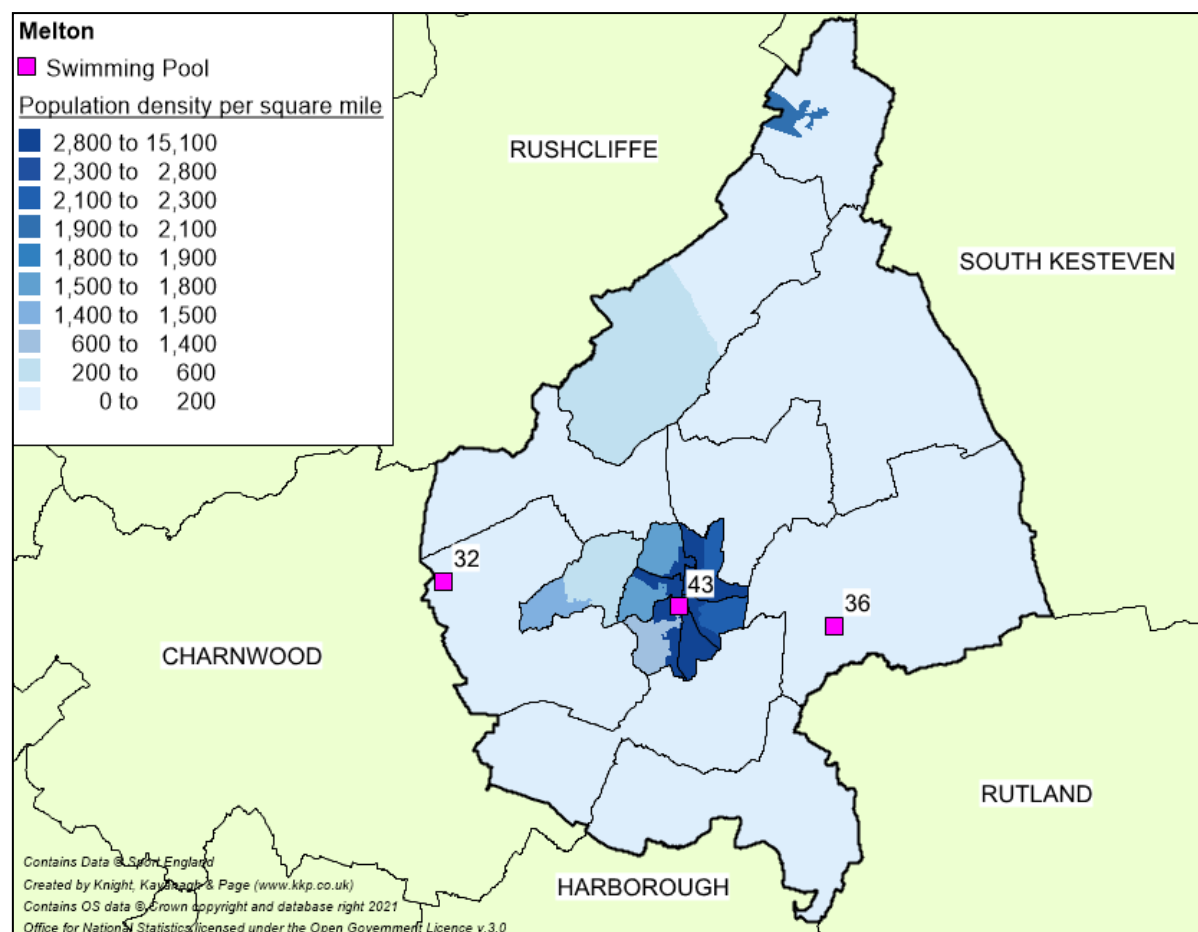 Melton
Swimming Pool
Population density per square mile
2,800 to 15,100
2,300 to 2,800
2,100 to 2,300
1,900 to 2,100
1,800 to 1,900
1,500 to 1,800
1,400 to 1,500
600 to 1,400
200 to 600
0 to 200
RUSHCLIFFE
SOUTH KESTEVEN
32
43
36
CHARNWOOD
RUTLAND
HARBOROUGH
Contains Data © Sport England
Created by Knight, Kavanagh & Page (www.kkp.co.uk)
Contains OS data © Crown copyright and database right 2021
Office for National Statistics licensed under the Open Government Licence v.3.0